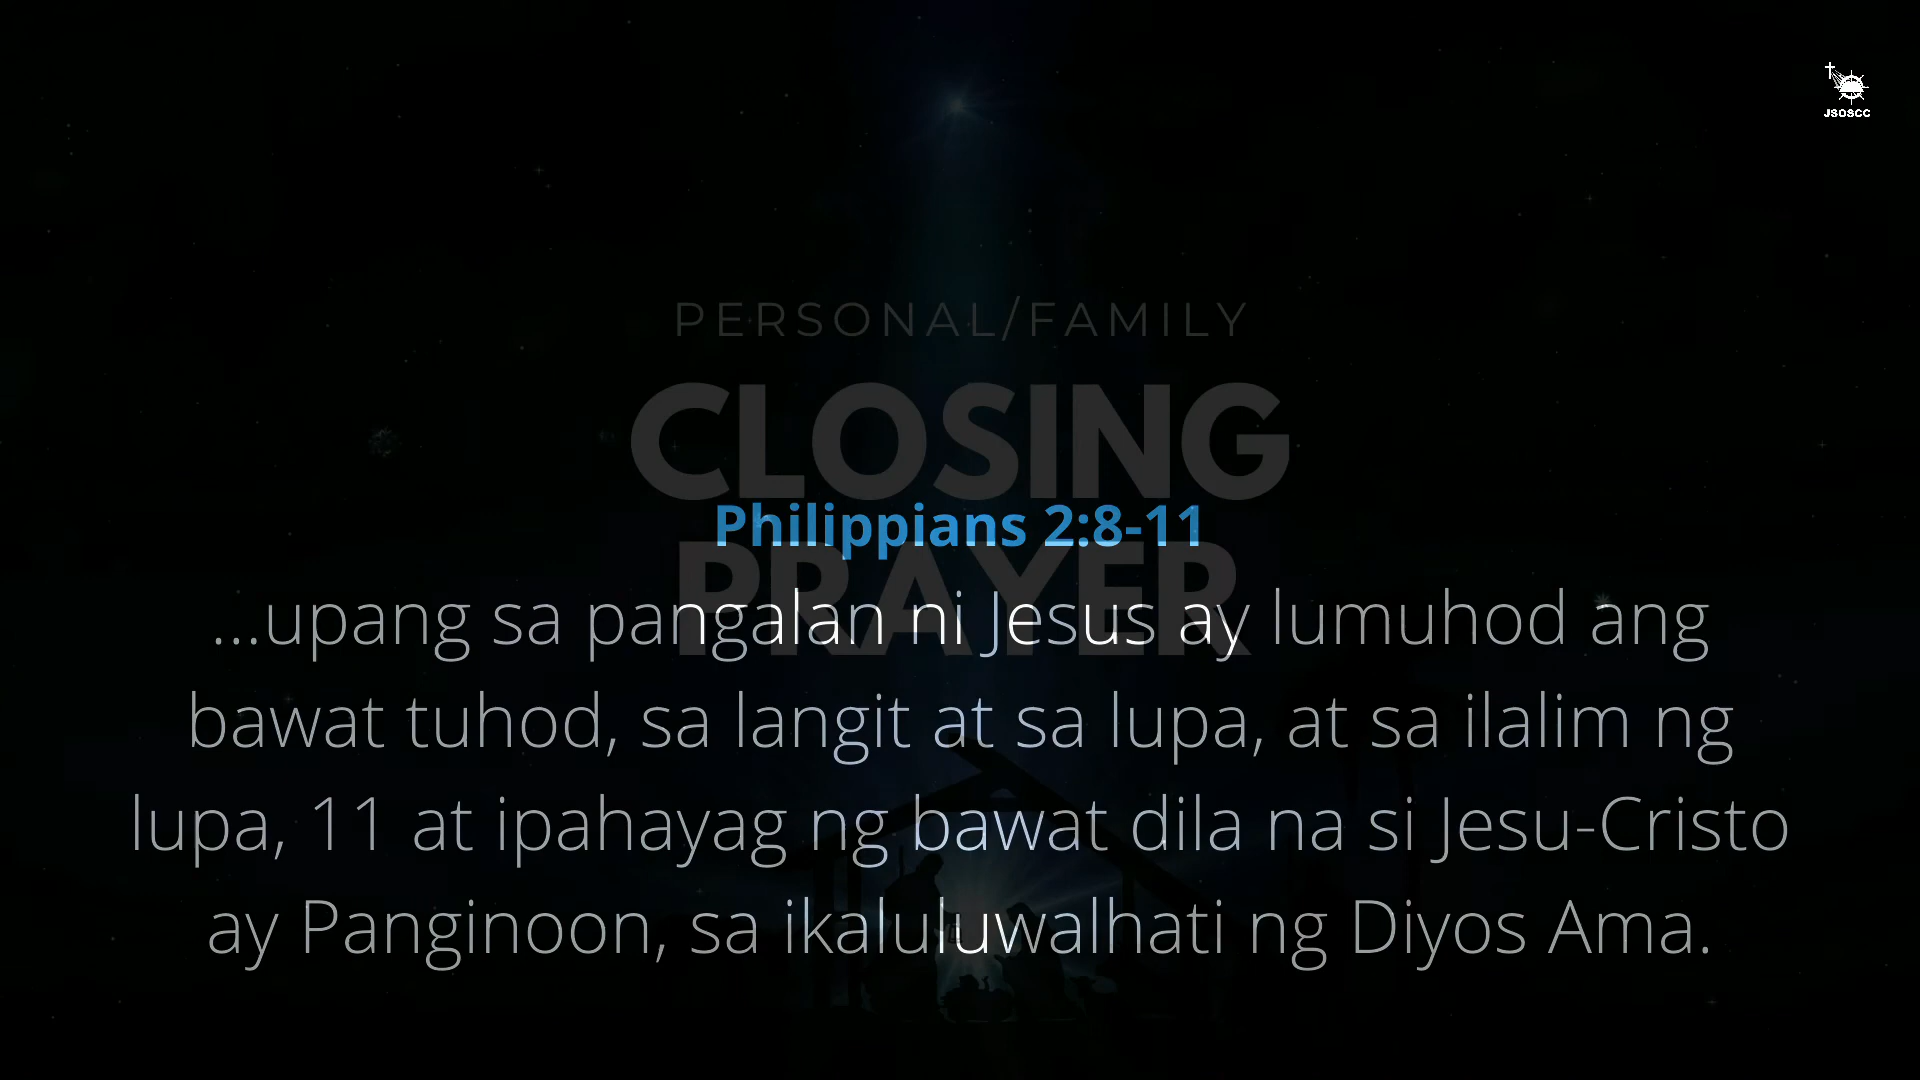 JSOSCC
PERSONAL/FAMILY
CLOSING
PRAYER
Philippians 2:8-11
...upang sa pangalan ni Jesus ay lumuhod ang
bawat tuhod, sa langit at sa lupa, at sa ilalim ng
lupa, 11 at ipahayag ng bawat dila na si Jesu-Cristo
ay Panginoon, sa ikaluluwalhati ng Diyos Ama.